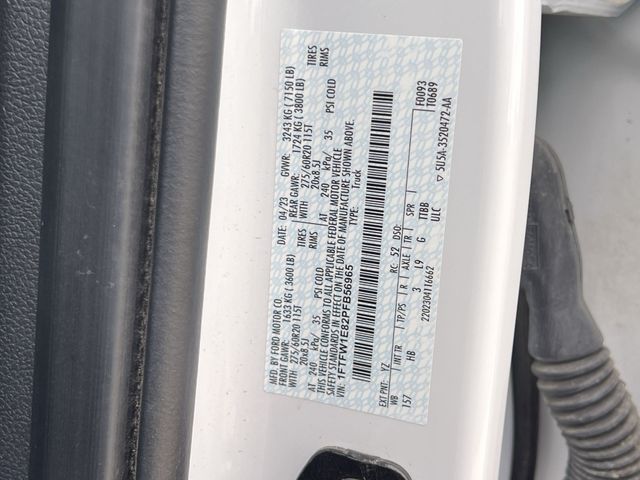 MFD. BY FORD MOTOR CO.
DATE: 04/23 GVWR: 3243 KG ( 7150 LB)
FRONT GAWR: 1633 KG ( 3600 LB) REAR GAWR: 1724 KG ( 3800 LB)
WITH 275/60R20 115T TIRES WITH 275/60R20 115T TIRES
20x8.5J RIMS 20x8.5J RIMS
AT 240 kPa/ 35 PSI COLD AT 240 kPa/ 35 PSI COLD
THIS VEHICLE CONFORMS TO ALL APPLICABLE FEDERAL MOTOR VEHICLE
SAFETY STANDARDS IN EFFECT ON THE DATE OF MANUFACTURE SHOWN ABOVE.
VIN: 1FTFW1E82PFB56965
TYPE: Truck
EXT PNT: YZ RC: 52 DSO: F0093
WB INT TR TP/PS R AXLE TR SPR T0689
157 HB 3 L9 G TTBB
2202304116662 ULC
▽ 5U5A-3520472-AA